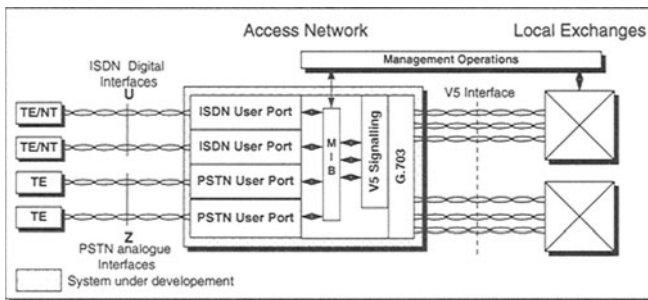 Access Network
Local Exchanges
Management Operations
ISDN Digital
Interfaces
U
V5 Interface
TE/NT
ISDN User Port
TE/NT
ISDN User Port
TE
PSTN User Port
TE
PSTN User Port
MIB
V5 Signalling
G.703
Z
PSTN analogue
Interfaces
System under developement